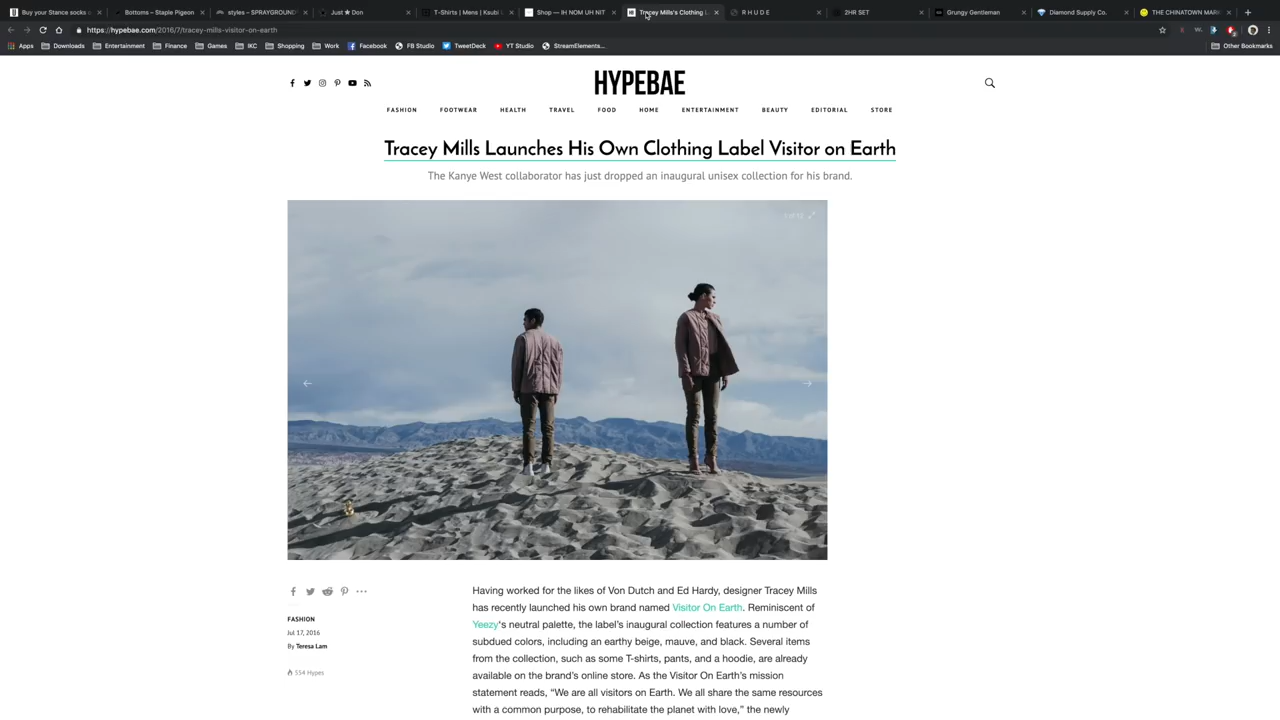 Buy your Stance socks o
Bottoms – Staple Pigeon
styles – SPRAYGROUND
Just ★ Don
T-Shirts | Mens | Ksubi
Shop — IH NOM UH NIT
Tracey Mills's Clothing L
R H U D E
2HR SET
Grungy Gentleman
Diamond Supply Co.
THE CHINATOWN MAR
https://hypebae.com/2016/7/tracey-mills-visitor-on-earth
Apps Downloads Entertainment Finance Games IKC Shopping Work Facebook FB Studio TweetDeck YT Studio StreamElements... Other Bookmarks
HYPEBAE
FASHION FOOTWEAR HEALTH TRAVEL FOOD HOME ENTERTAINMENT BEAUTY EDITORIAL STORE
Tracey Mills Launches His Own Clothing Label Visitor on Earth
The Kanye West collaborator has just dropped an inaugural unisex collection for his brand.
FASHION
Jul 17, 2016
By Teresa Lam
554 Hypes
Having worked for the likes of Von Dutch and Ed Hardy, designer Tracey Mills
has recently launched his own brand named Visitor On Earth. Reminiscent of
Yeezy's neutral palette, the label's inaugural collection features a number of
subdued colors, including an earthy beige, mauve, and black. Several items
from the collection, such as some T-shirts, pants, and a hoodie, are already
available on the brand's online store. As the Visitor On Earth's mission
statement reads, "We are all visitors on Earth. We all share the same resources
with a common purpose, to rehabilitate the planet with love," the newly